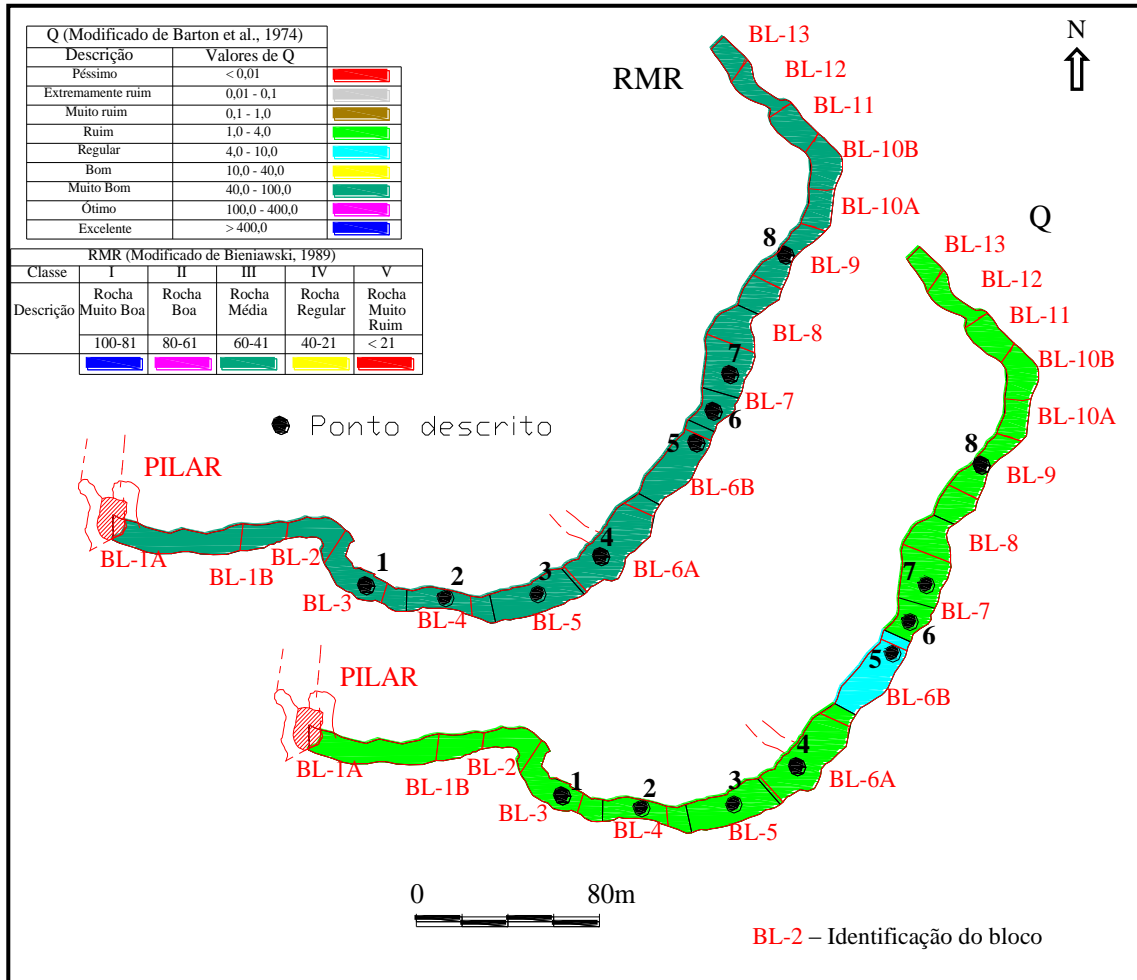 Q (Modificado de Barton et al., 1974)
Descrição Valores de Q
Péssimo < 0,01
Extremamente ruim 0,01 - 0,1
Muito ruim 0,1 - 1,0
Ruim 1,0 - 4,0
Regular 4,0 - 10,0
Bom 10,0 - 40,0
Muito Bom 40,0 - 100,0
Ótimo 100,0 - 400,0
Excelente > 400,0
RMR (Modificado de Bieniawski, 1989)
Classe I II III IV V
Descrição Rocha Muito Boa Rocha Boa Rocha Média Rocha Regular Rocha Muito Ruim
100-81 80-61 60-41 40-21 < 21
N
RMR
BL-13
BL-12
BL-11
BL-10B
BL-10A
8
BL-9
BL-8
7
BL-7
6
5
BL-6B
4
BL-6A
3
BL-5
2
BL-4
1
BL-3
BL-2
BL-1B
BL-1A
PILAR
Ponto descrito
Q
BL-13
BL-12
BL-11
BL-10B
BL-10A
8
BL-9
BL-8
7
BL-7
6
5
BL-6B
4
BL-6A
3
BL-5
2
BL-4
1
BL-3
BL-2
BL-1B
BL-1A
PILAR
0 80m
BL-2 – Identificação do bloco